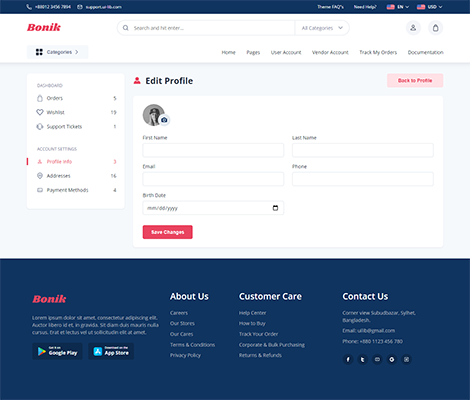 +88012 3456 7894 support.ui-lib.com Theme FAQ's Need Help? EN USD
Bonik Search and hit enter... All Categories
Categories Home Pages User Account Vendor Account Track My Orders Documentation
DASHBOARD
Orders 5
Wishlist 19
Support Tickets 1
ACCOUNT SETTINGS
Profile Info 3
Addresses 16
Payment Methods 4
Edit Profile Back to Profile
First Name Last Name
Email Phone
Birth Date
mm/dd/yyyy
Save Changes
Bonik
Lorem ipsum dolor sit amet, consectetur adipiscing elit.
Auctor libero id et, in gravida. Sit diam duis mauris nulla
cursus. Erat et lectus vel ut sollicitudin elit at amet.
Get it on
Google Play
Download on the
App Store
About Us
Careers
Our Stores
Our Cares
Terms & Conditions
Privacy Policy
Customer Care
Help Center
How to Buy
Track Your Order
Corporate & Bulk Purchasing
Returns & Refunds
Contact Us
Corner view Subudbazar, Sylhet,
Bangladesh.
Email: uilib@gmail.com
Phone: +880 1123 456 780